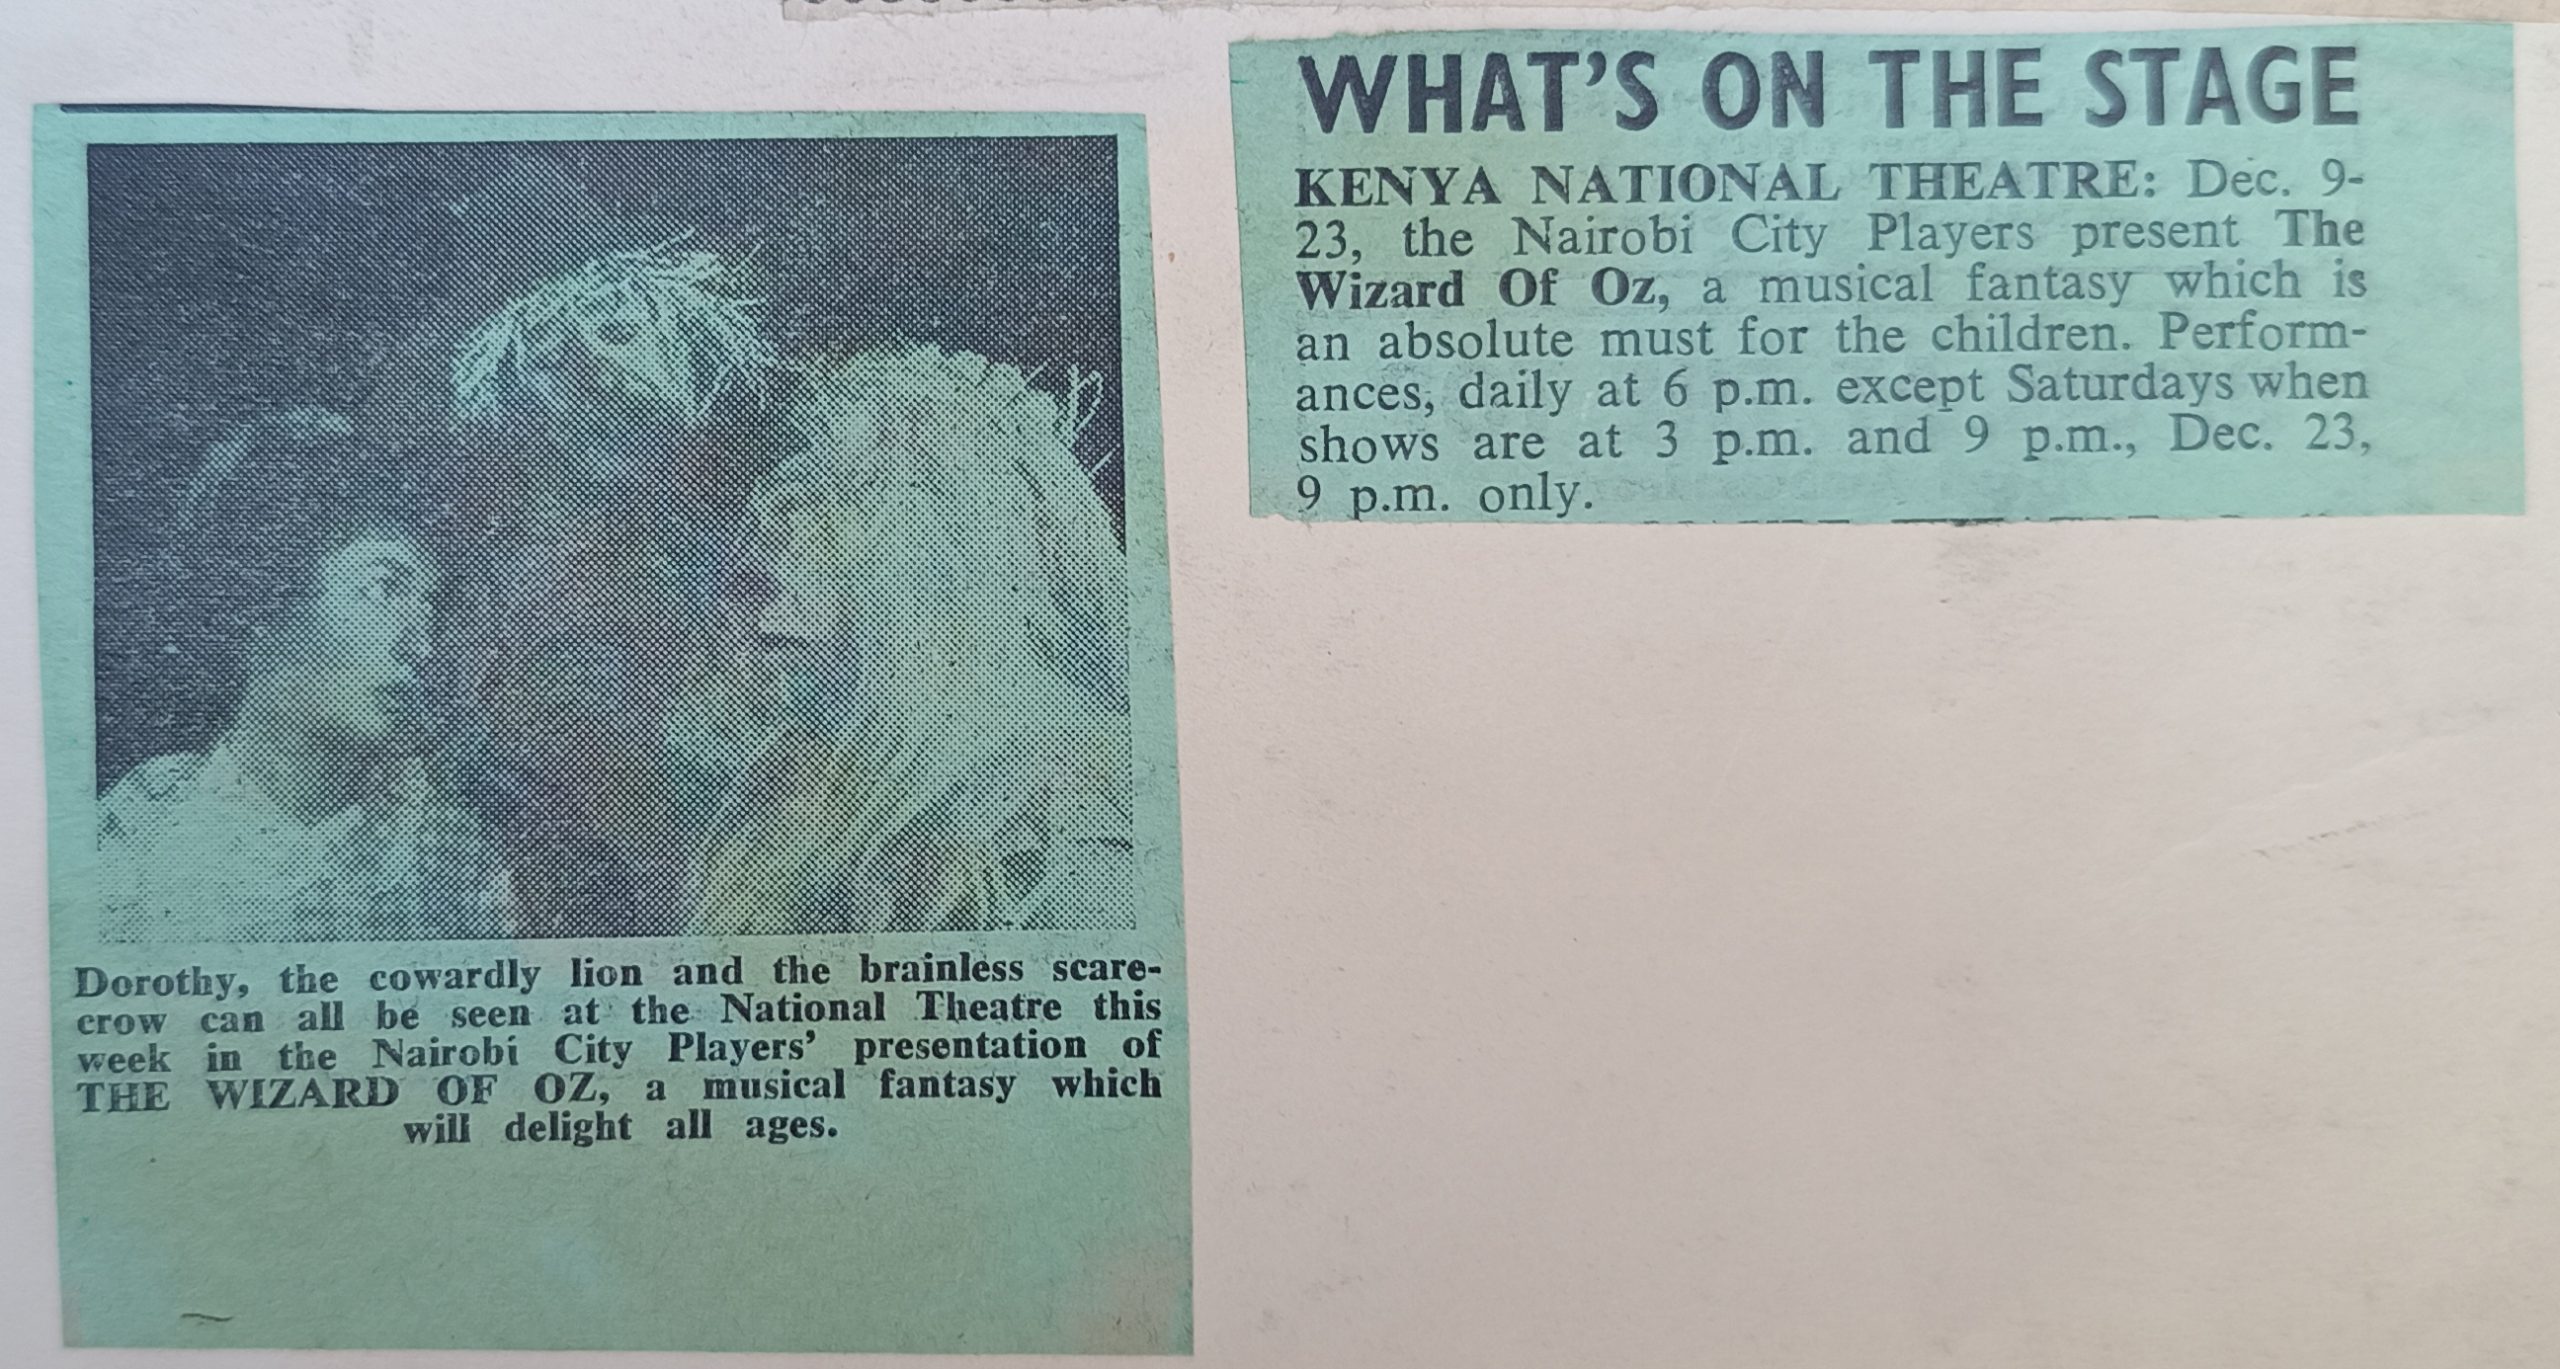 WHAT'S ON THE STAGE
KENYA NATIONAL THEATRE: Dec. 9-
23, the Nairobi City Players present The
Wizard Of Oz, a musical fantasy which is
an absolute must for the children. Perform-
ances, daily at 6 p.m. except Saturdays when
shows are at 3 p.m. and 9 p.m., Dec. 23,
9 p.m. only.
Dorothy, the cowardly lion and the brainless scare-
crow can all be seen at the National Theatre this
week in the Nairobi City Players' presentation of
THE WIZARD OF OZ, a musical fantasy which
will delight all ages.